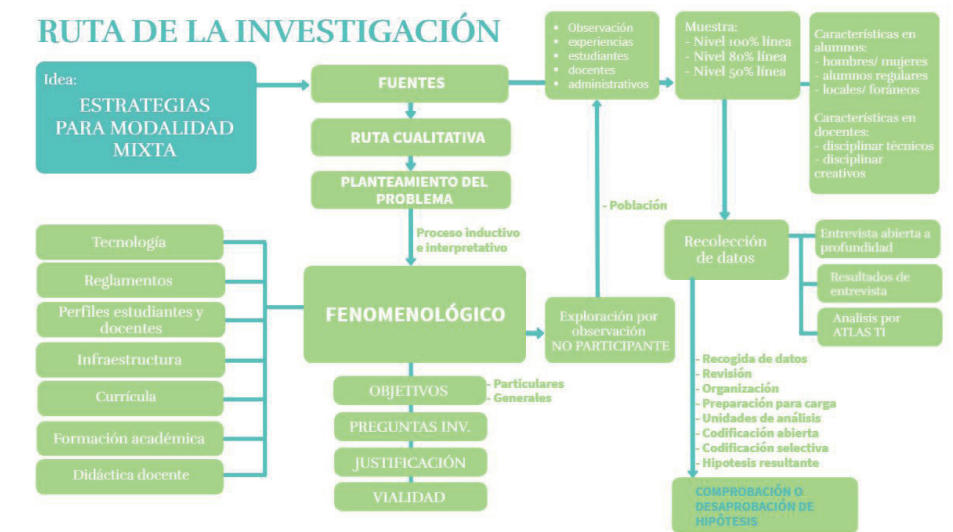 RUTA DE LA INVESTIGACIÓN
Idea:
ESTRATEGIAS
PARA MODALIDAD
MIXTA
FUENTES
RUTA CUALITATIVA
PLANTEAMIENTO DEL
PROBLEMA
Proceso inductivo
e interpretativo
FENOMENOLÓGICO
Tecnología
Reglamentos
Perfiles estudiantes y
docentes
Infraestructura
Currícula
Formación académica
Didáctica docente
OBJETIVOS
- Particulares
- Generales
PREGUNTAS INV.
JUSTIFICACIÓN
VIALIDAD
Exploración por
observación
NO PARTICIPANTE
- Población
• Observación
• experiencias
• estudiantes
• docentes
• administrativos
Muestra:
- Nivel 100% línea
- Nivel 80% línea
- Nivel 50% línea
Características en
alumnos:
- hombres/ mujeres
- alumnos regulares
- locales/ foráneos
Características en
docentes:
- disciplinar técnicos
- disciplinar
creativos
Recolección
de datos
Entrevista abierta a
profundidad
Resultados de
entrevista
Analisis por
ATLAS TI
- Recogida de datos
- Revisión
- Organización
- Preparación para carga
- Unidades de análisis
- Codificación abierta
- Codificación selectiva
- Hipotesis resultante
COMPROBACIÓN O
DESAPROBACIÓN DE
HIPÓTESIS